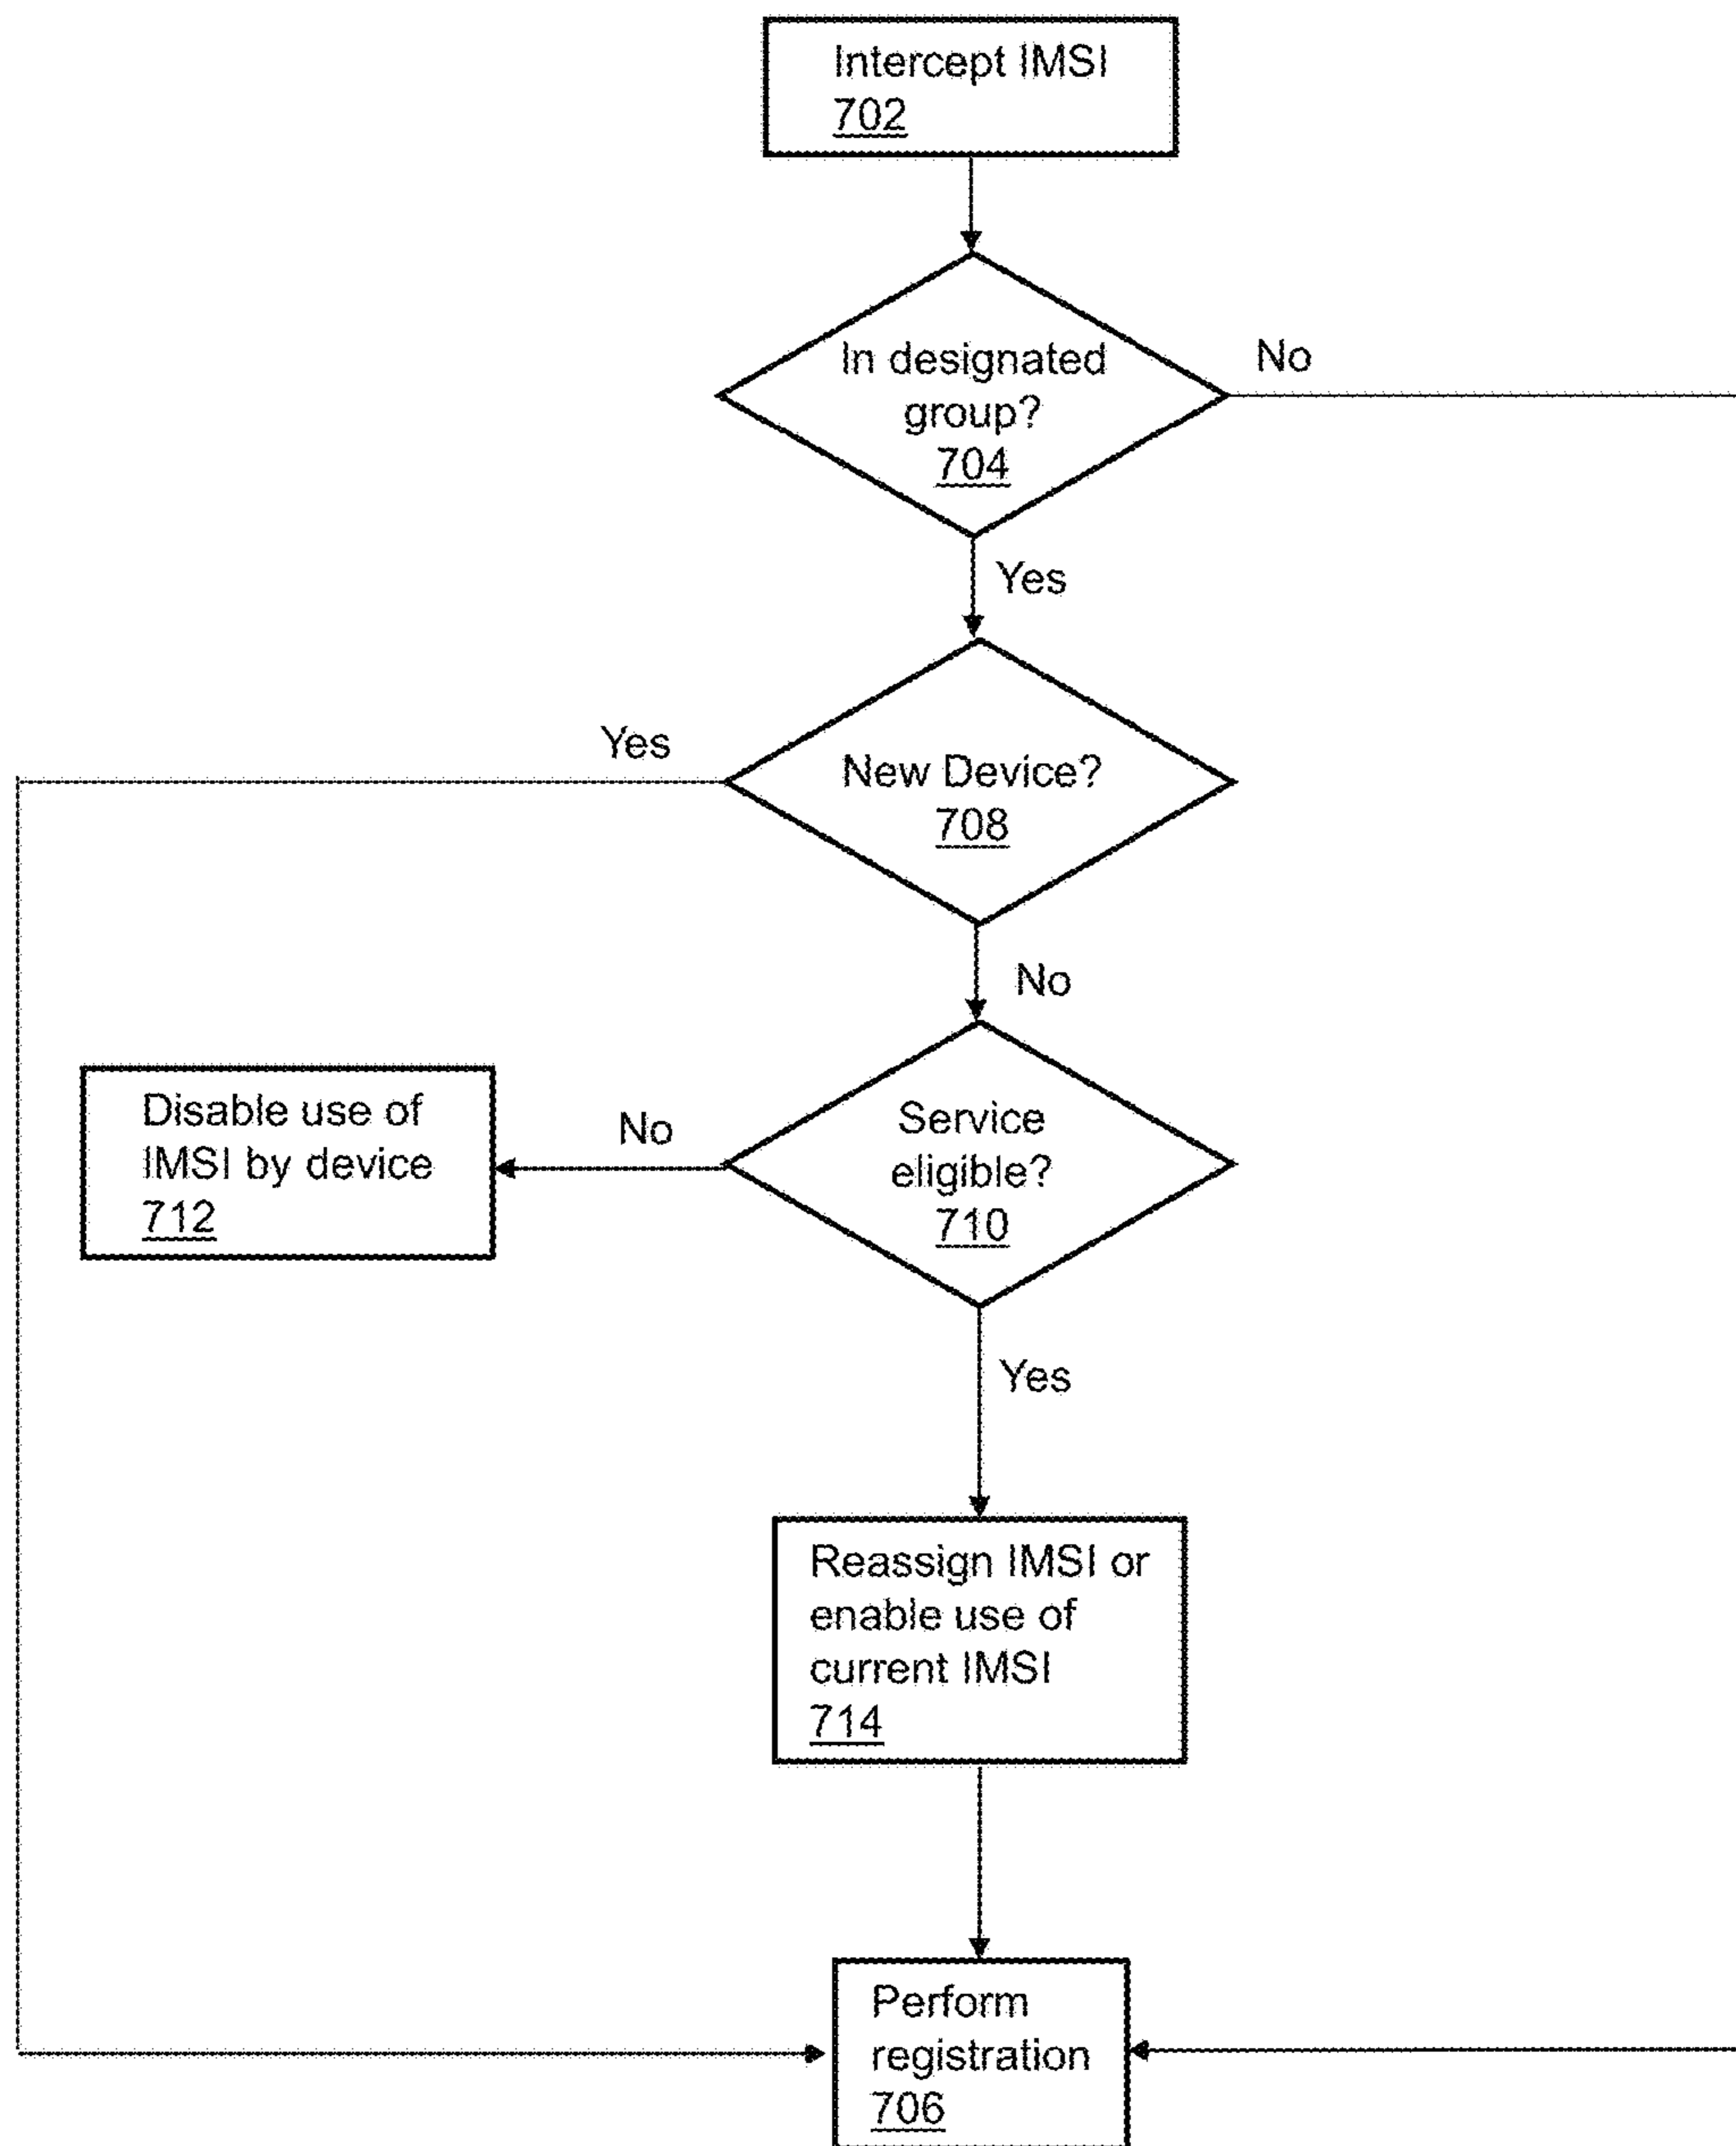 Intercept IMSI
702
In designated
group?
704
No
Yes
New Device?
708
Yes
No
Service
eligible?
710
No
Disable use of
IMSI by device
712
Yes
Reassign IMSI or
enable use of
current IMSI
714
Perform
registration
706